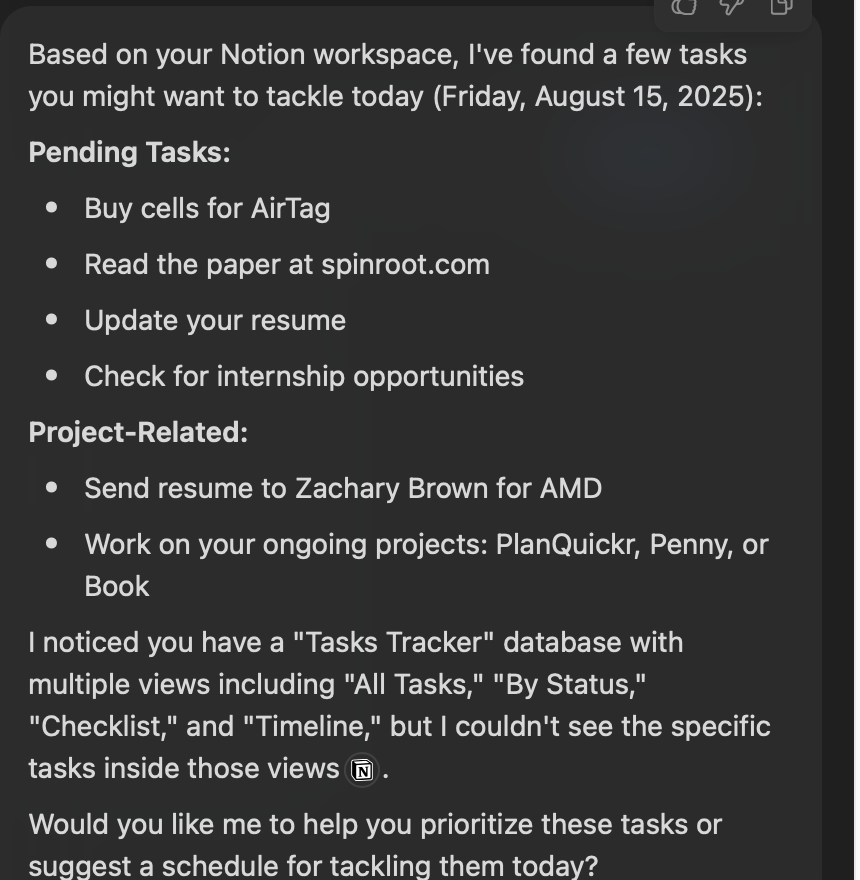 Based on your Notion workspace, I've found a few tasks
you might want to tackle today (Friday, August 15, 2025):
Pending Tasks:
• Buy cells for AirTag
• Read the paper at spinroot.com
• Update your resume
• Check for internship opportunities
Project-Related:
• Send resume to Zachary Brown for AMD
• Work on your ongoing projects: PlanQuickr, Penny, or
Book
I noticed you have a "Tasks Tracker" database with
multiple views including "All Tasks," "By Status,"
"Checklist," and "Timeline," but I couldn't see the specific
tasks inside those views N .
Would you like me to help you prioritize these tasks or
suggest a schedule for tackling them today?